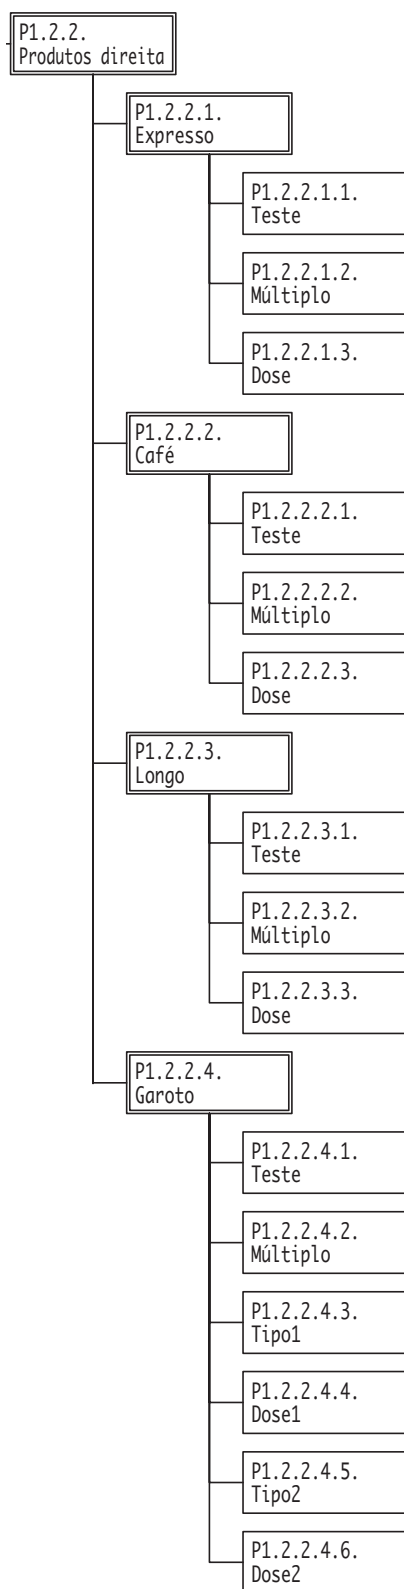 P1.2.2.
Produtos direita
P1.2.2.1.
Expresso
P1.2.2.1.1.
Teste
P1.2.2.1.2.
Múltiplo
P1.2.2.1.3.
Dose
P1.2.2.2.
Café
P1.2.2.2.1.
Teste
P1.2.2.2.2.
Múltiplo
P1.2.2.2.3.
Dose
P1.2.2.3.
Longo
P1.2.2.3.1.
Teste
P1.2.2.3.2.
Múltiplo
P1.2.2.3.3.
Dose
P1.2.2.4.
Garoto
P1.2.2.4.1.
Teste
P1.2.2.4.2.
Múltiplo
P1.2.2.4.3.
Tipo1
P1.2.2.4.4.
Dose1
P1.2.2.4.5.
Tipo2
P1.2.2.4.6.
Dose2